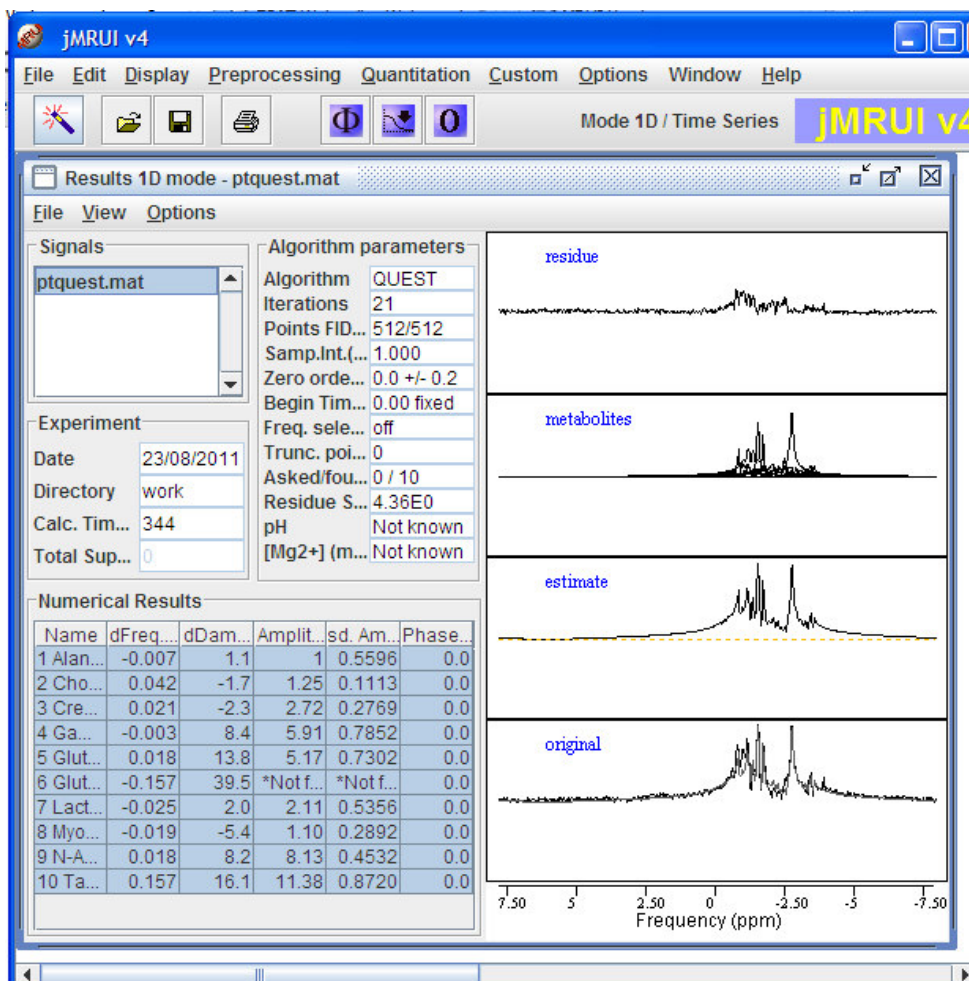 jMRUI v4
File Edit Display Preprocessing Quantitation Custom Options Window Help
Φ 0 Mode 1D / Time Series jMRUI v4
Results 1D mode - ptquest.mat
File View Options
Signals
ptquest.mat
Algorithm parameters
Algorithm QUEST
Iterations 21
Points FID... 512/512
Samp.Int.(... 1.000
Zero orde... 0.0 +/- 0.2
Begin Tim... 0.00 fixed
Freq. sele... off
Trunc. poi... 0
Asked/fou... 0 / 10
Residue S... 4.36E0
pH Not known
[Mg2+] (m... Not known
Experiment
Date 23/08/2011
Directory work
Calc. Tim... 344
Total Sup... 0
Numerical Results
Name dFreq.... dDam... Amplit... sd. Am... Phase...
1 Alan... -0.007 1.1 1 0.5596 0.0
2 Cho... 0.042 -1.7 1.25 0.1113 0.0
3 Cre... 0.021 -2.3 2.72 0.2769 0.0
4 Ga... -0.003 8.4 5.91 0.7852 0.0
5 Glut... 0.018 13.8 5.17 0.7302 0.0
6 Glut... -0.157 39.5 *Not f... *Not f... 0.0
7 Lact... -0.025 2.0 2.11 0.5356 0.0
8 Myo... -0.019 -5.4 1.10 0.2892 0.0
9 N-A... 0.018 8.2 8.13 0.4532 0.0
10 Ta... 0.157 16.1 11.38 0.8720 0.0
residue
metabolites
estimate
original
7.50 5 2.50 0 -2.50 -5 -7.50
Frequency (ppm)